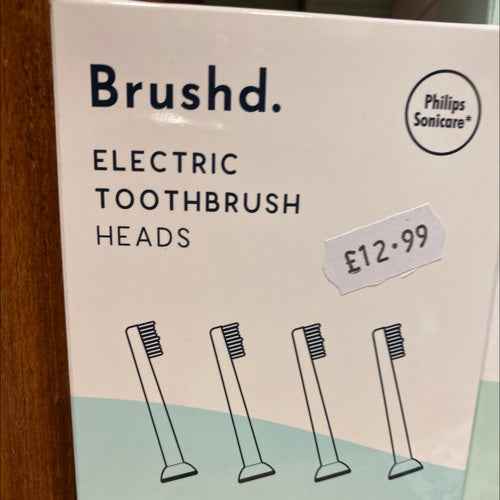 Brushd.
Philips
Sonicare*
ELECTRIC
TOOTHBRUSH
HEADS
£12.99